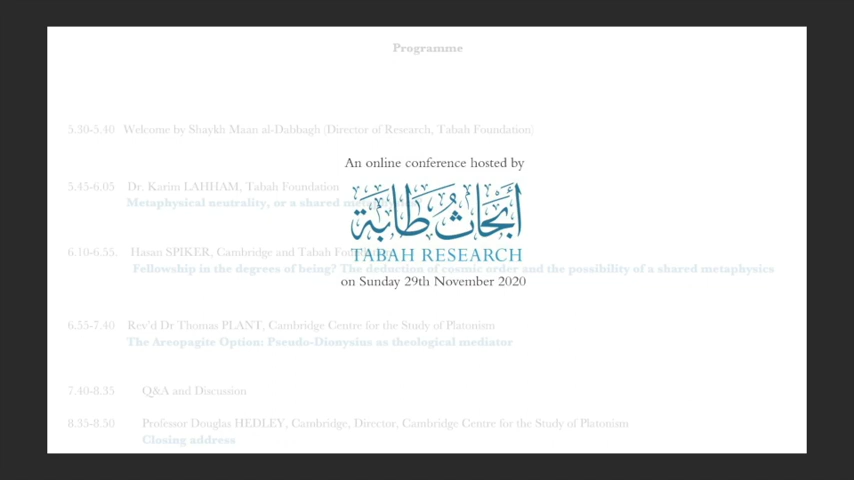 Programme
5.30-5.40 Welcome by Shaykh Maan al-Dabbagh (Director of Research, Tabah Foundation)
An online conference hosted by
5.45-6.05 Dr. Karim LAHHAM, Tabah Foundation
Metaphysical neutrality, or a shared
أبحاث طابة
6.10-6.55. Hasan SPIKER, Cambridge and Tabah
TABAH RESEARCH
Fellowship in the degrees of being? The deduction of cosmic order and the possibility of a shared metaphysics
on Sunday 29th November 2020
6.55-7.40 Rev'd Dr Thomas PLANT, Cambridge Centre for the Study of Platonism
The Areopagite Option: Pseudo-Dionysius as theological mediator
7.40-8.35 Q&A and Discussion
8.35-8.50 Professor Douglas HEDLEY, Cambridge, Director, Cambridge Centre for the Study of Platonism
Closing address